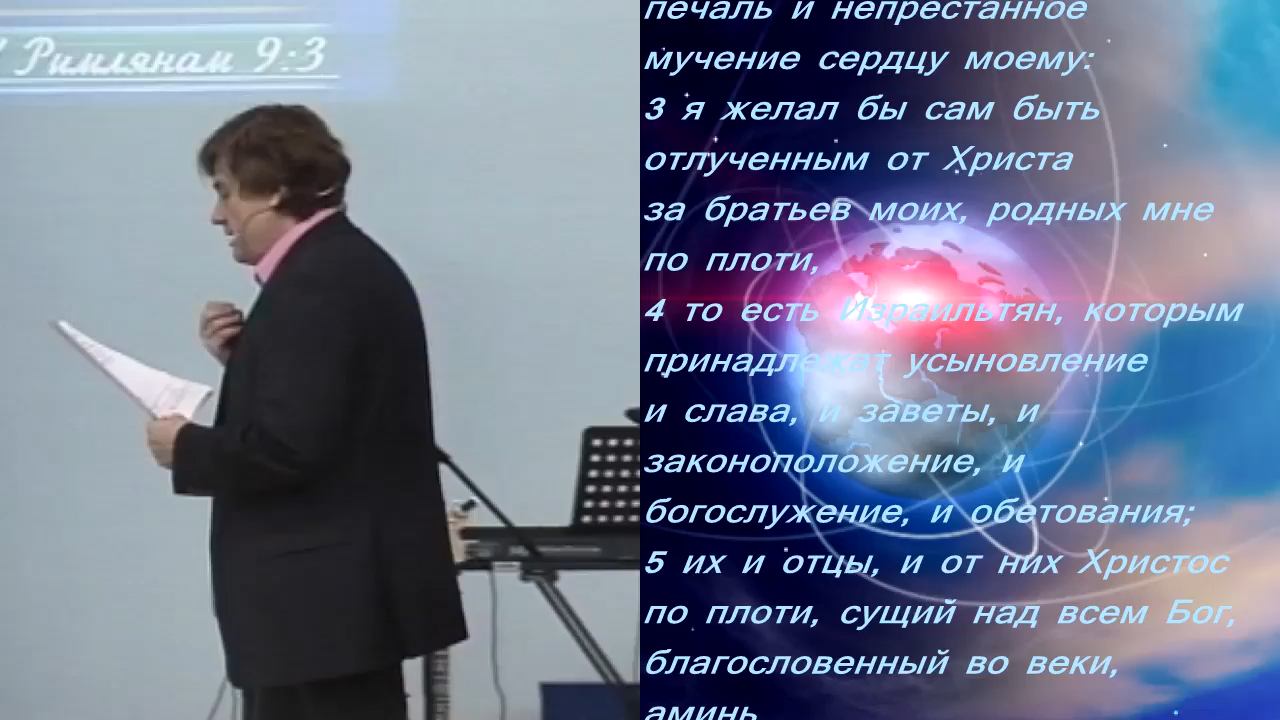 Римлянам 9:3
печаль и непрестанное
мучение сердцу моему:
3 я желал бы сам быть
отлученным от Христа
за братьев моих, родных мне
по плоти,
4 то есть Израильтян, которым
принадлежат усыновление
и слава, и заветы, и
законоположение, и
богослужение, и обетования;
5 их и отцы, и от них Христос
по плоти, сущий над всем Бог,
благословенный во веки,
аминь